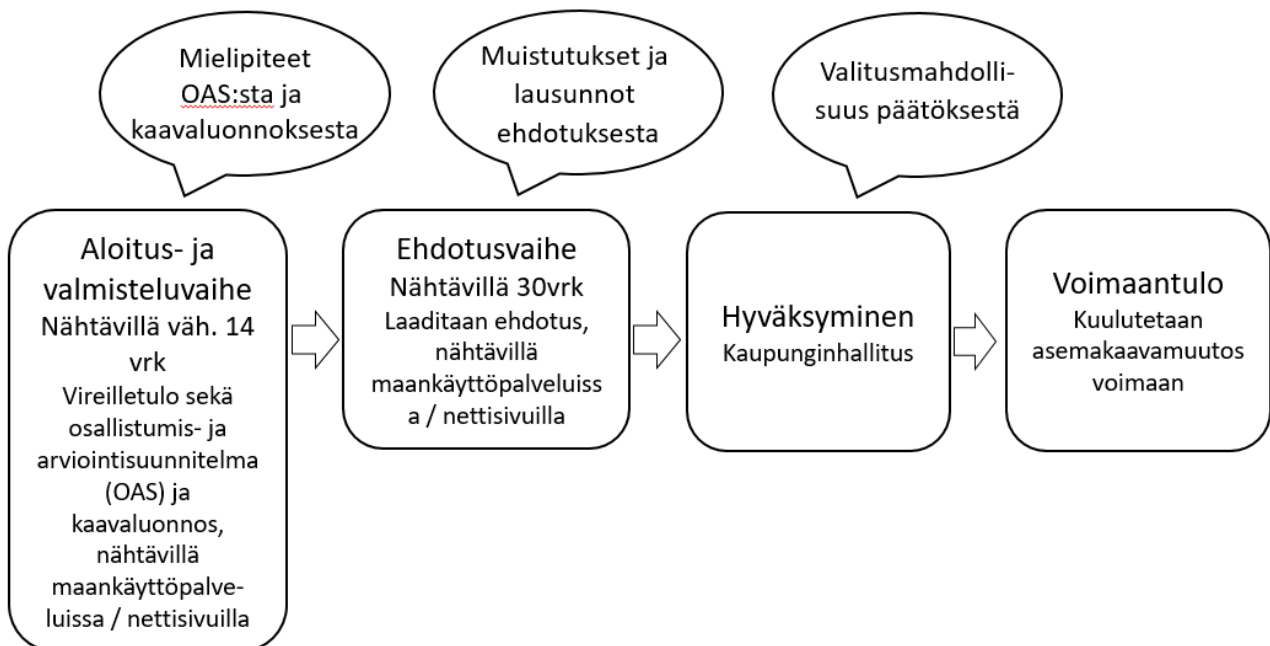 Mielipiteet
OAS:sta ja
kaavaluonnoksesta
Muistutukset ja
lausunnot
ehdotuksesta
Valitusmahdolli-
suus päätöksestä
Aloitus- ja
valmisteluvaihe
Nähtävillä väh. 14
vrk
Vireilletulo sekä
osallistumis- ja
arviointisuunnitelma
(OAS) ja
kaavaluonnos,
nähtävillä
maankäyttöpalve-
luissa / nettisivuilla
Ehdotusvaihe
Nähtävillä 30vrk
Laaditaan ehdotus,
nähtävillä
maankäyttöpalveluiss
a / nettisivuilla
Hyväksyminen
Kaupunginhallitus
Voimaantulo
Kuulutetaan
asemakaavamuutos
voimaan